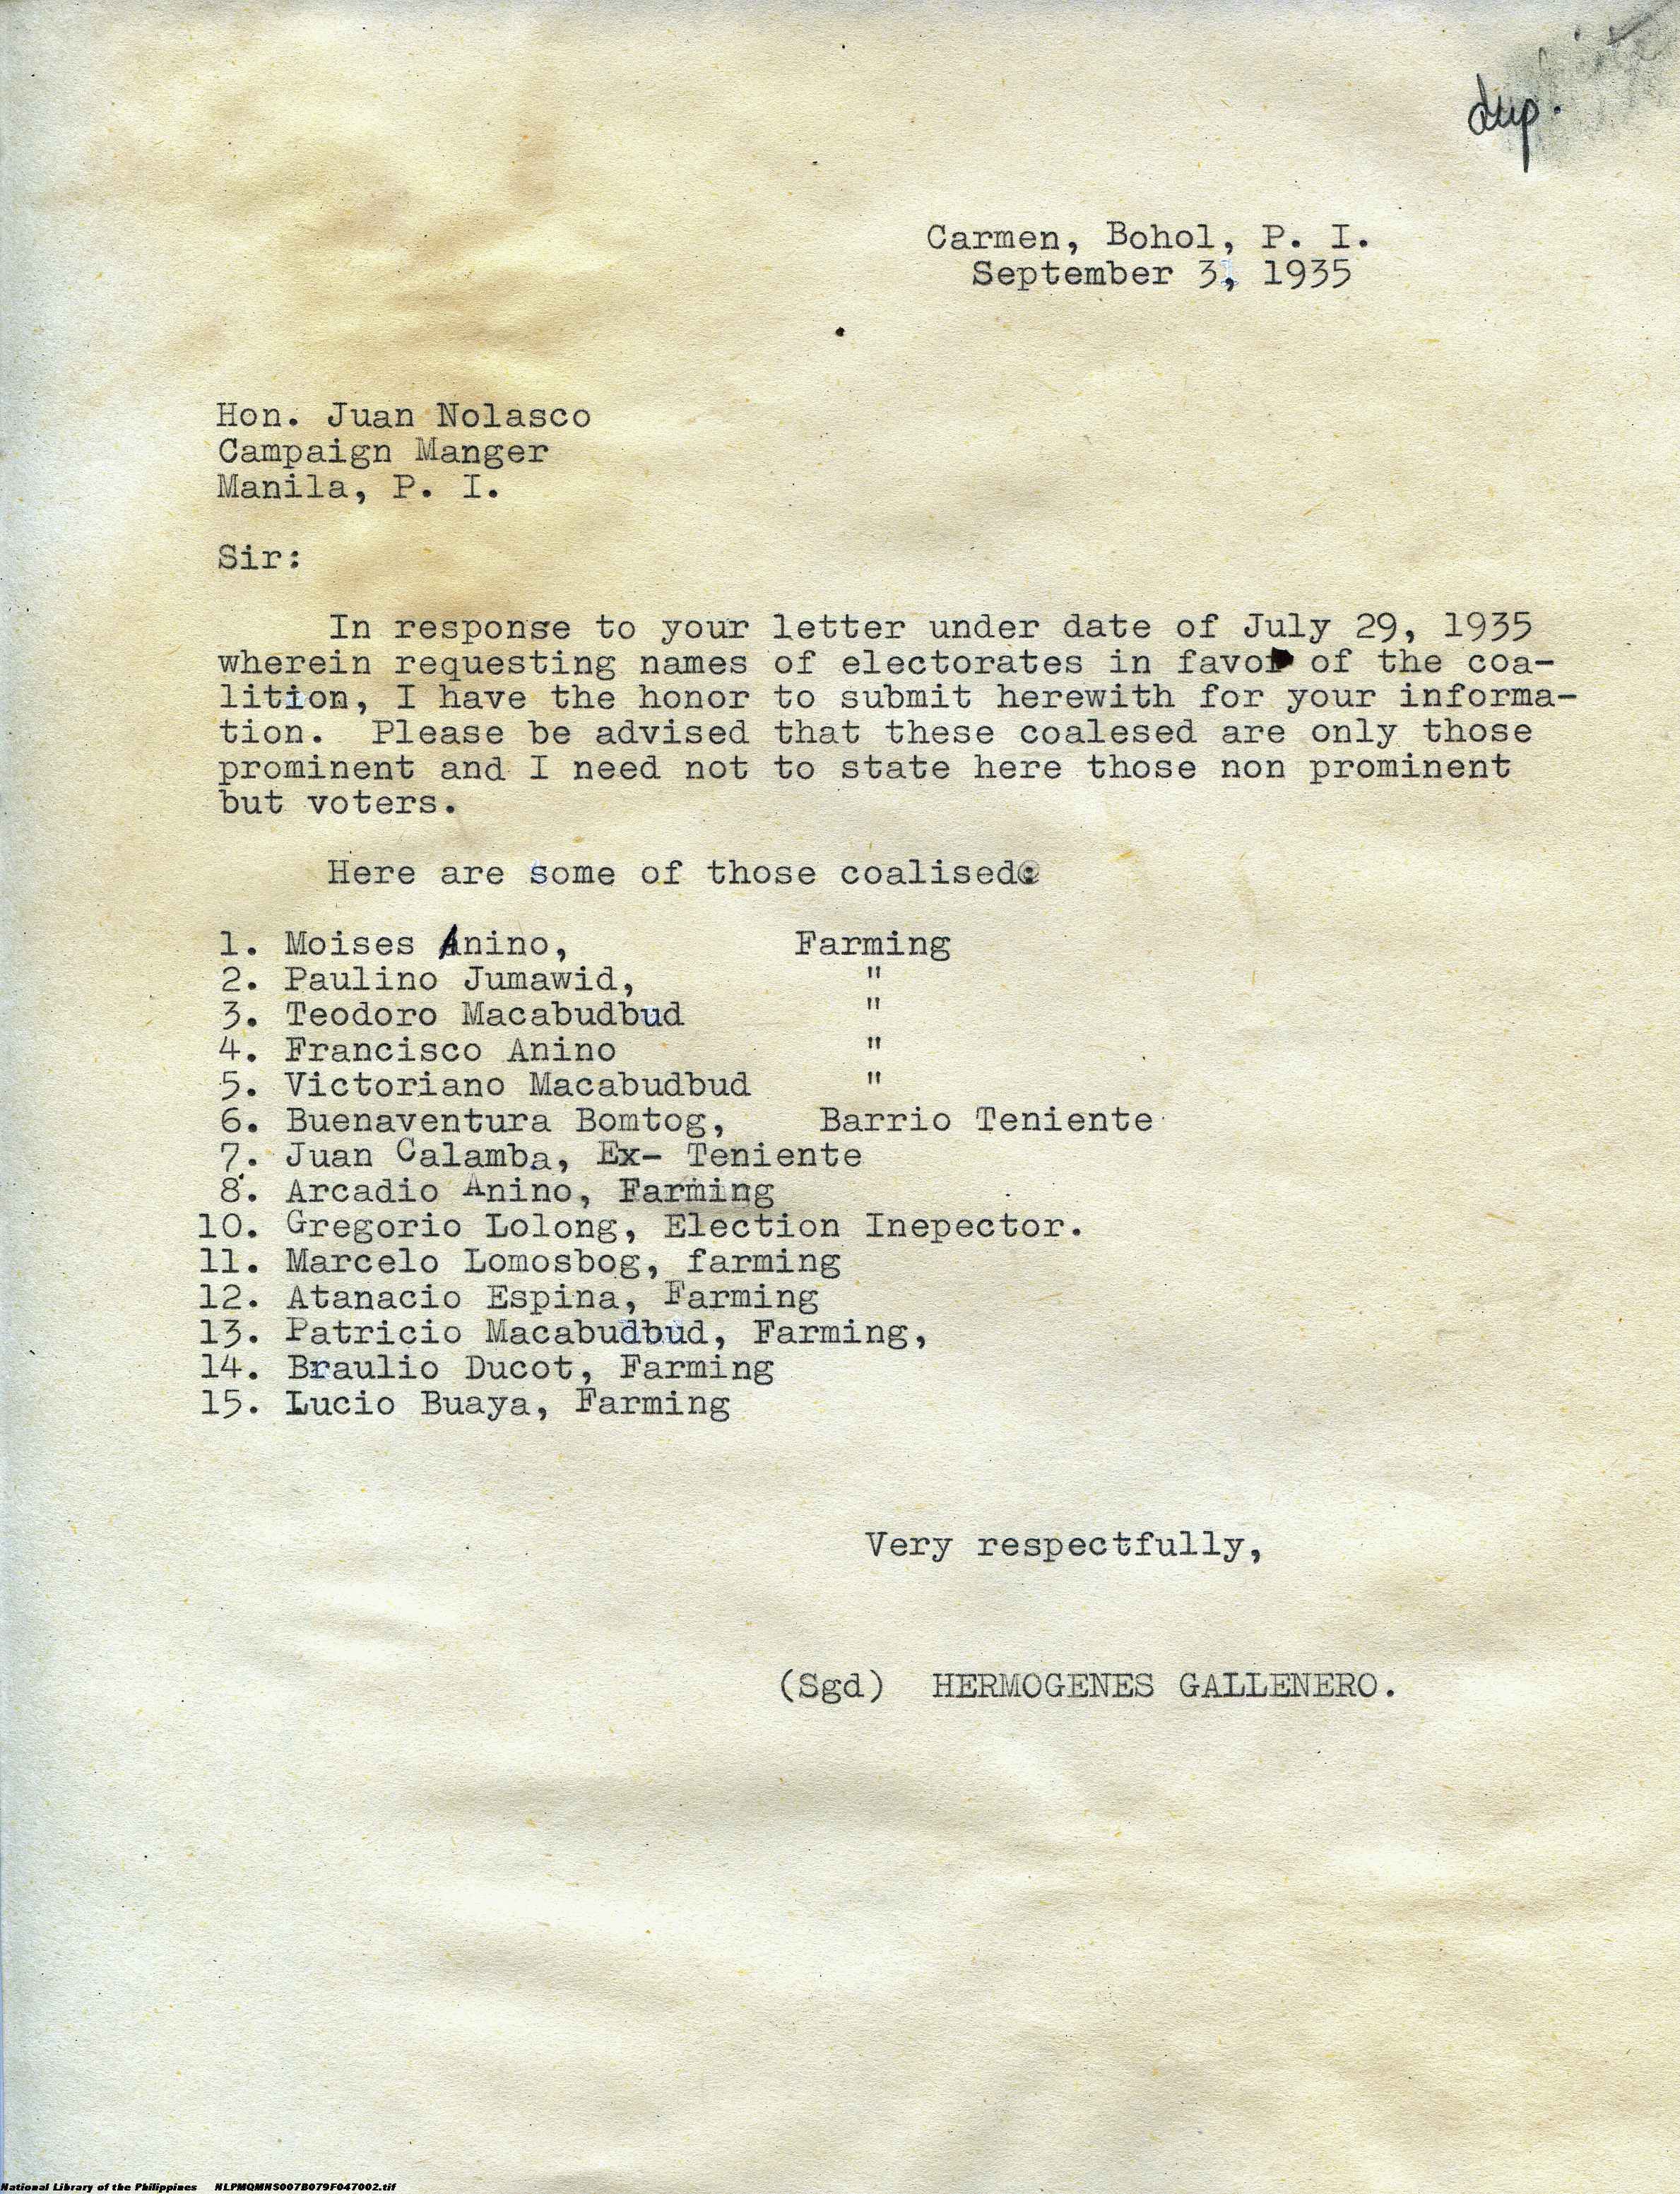 dup.
Carmen, Bohol, P. I.
September 3, 1935
Hon. Juan Nolasco
Campaign Manger
Manila, P. I.
Sir:
In response to your letter under date of July 29, 1935
wherein requesting names of electorates in favor of the coa-
lition, I have the honor to submit herewith for your informa-
tion. Please be advised that these coalesed are only those
prominent and I need not to state here those non prominent
but voters.
Here are some of those coalised:
1. Moises Anino, Farming
2. Paulino Jumawid, "
3. Teodoro Macabudbud "
4. Francisco Anino "
5. Victoriano Macabudbud "
6. Buenaventura Bomtog, Barrio Teniente
7. Juan Calamba, Ex- Teniente
8. Arcadio Anino, Farming
10. Gregorio Lolong, Election Inepector.
11. Marcelo Lomosbog, farming
12. Atanacio Espina, Farming
13. Patricio Macabudbud, Farming,
14. Braulio Ducot, Farming
15. Lucio Buaya, Farming
Very respectfully,
(Sgd) HERMOGENES GALLENERO.
National Library of the Philippines NLPMQMNS007B079F047002.tif